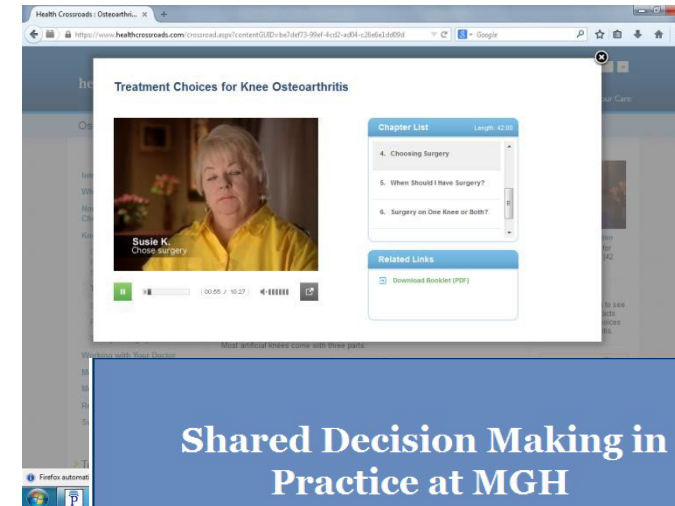 Health Crossroads : Osteoarthri...
https://www.healthcrossroads.com/crossroad.aspx?contentGUID=be7def73-99ef-4cd2-ad04-c26e6e1dd09d
Google
Treatment Choices for Knee Osteoarthritis
Susie K.
Chose surgery
00:55 / 10:27
Chapter List
Length: 42:00
4. Choosing Surgery
5. When Should I Have Surgery?
6. Surgery on One Knee or Both?
Related Links
Download Booklet (PDF)
Most artificial knees come with three parts:
Working with Your Doctor
Shared Decision Making in
Practice at MGH
Firefox automati